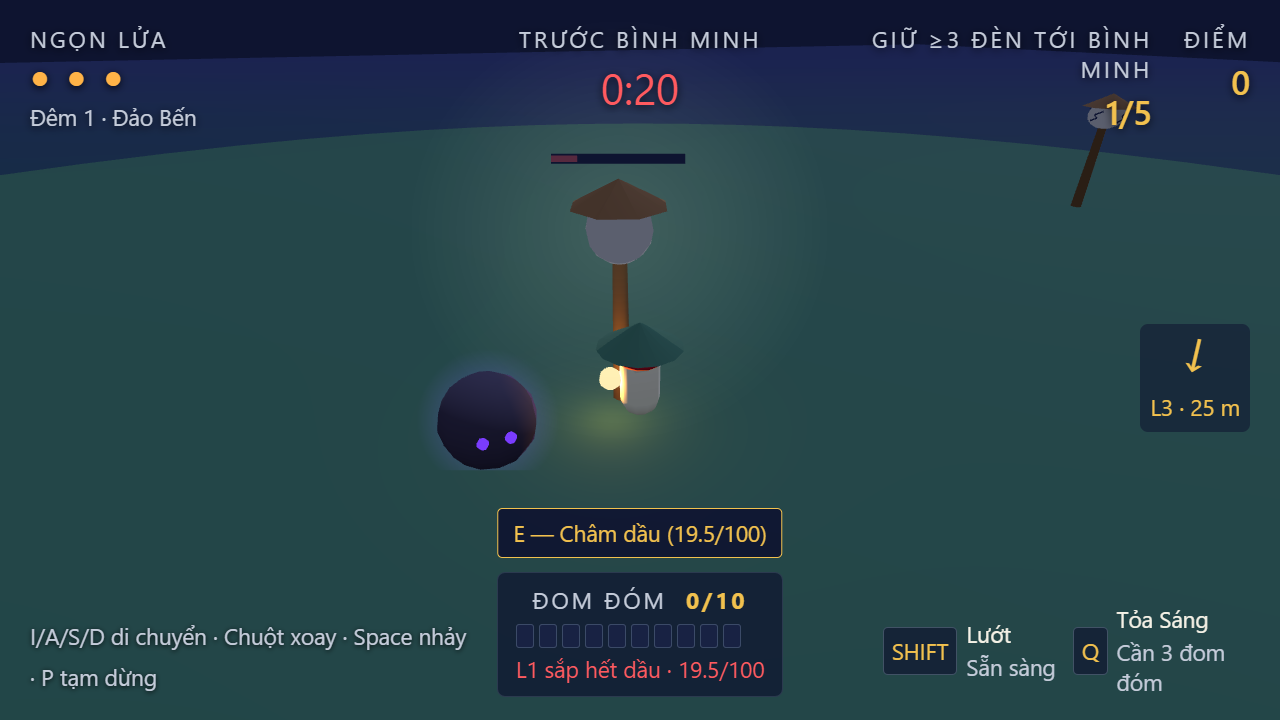 NGỌN LỬA
Đêm 1 · Đảo Bến
TRƯỚC BÌNH MINH
0:20
GIỮ ≥3 ĐÈN TỚI BÌNH
MINH
1/5
ĐIỂM
0
L3 · 25 m
E — Châm dầu (19.5/100)
ĐOM ĐÓM 0/10
L1 sắp hết dầu · 19.5/100
I/A/S/D di chuyển · Chuột xoay · Space nhảy
· P tạm dừng
SHIFT
Lướt
Sẵn sàng
Q
Tỏa Sáng
Cần 3 đom
đóm